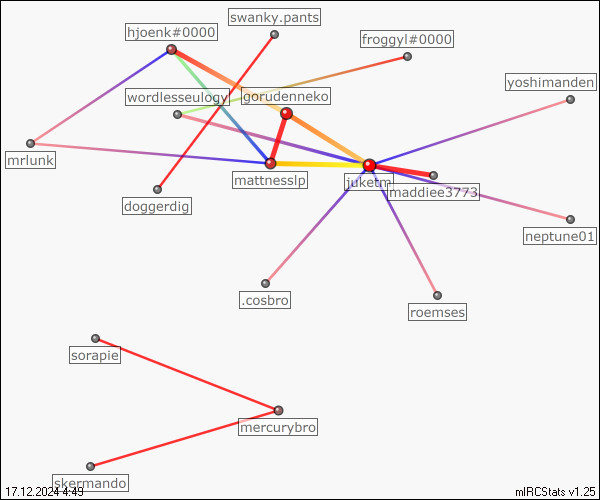 swanky.pants
hjoenk#0000
froggyl#0000
yoshimanden
wordlesseulogy
gorudenneko
mrlunk
mattnesslp
juketm
maddiee3773
doggerdig
neptune01
.cosbro
roemses
sorapie
mercurybro
skermando
17.12.2024 4:49
mIRCStats v1.25